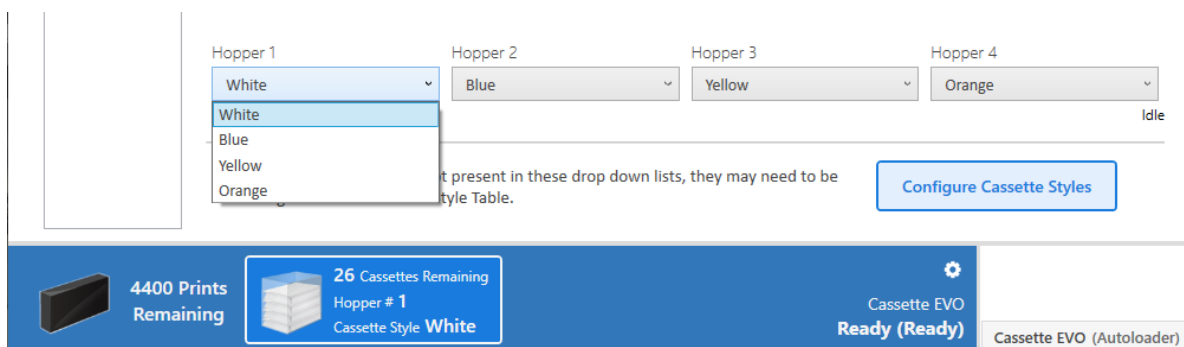 Hopper 1 Hopper 2 Hopper 3 Hopper 4
White Blue Yellow Orange
White
Idle
Blue
Yellow
Orange
present in these drop down lists, they may need to be
Style Table.
Configure Cassette Styles
4400 Prints
Remaining
26 Cassettes Remaining
Hopper # 1
Cassette Style White
Cassette EVO
Ready (Ready)
Cassette EVO (Autoloader)